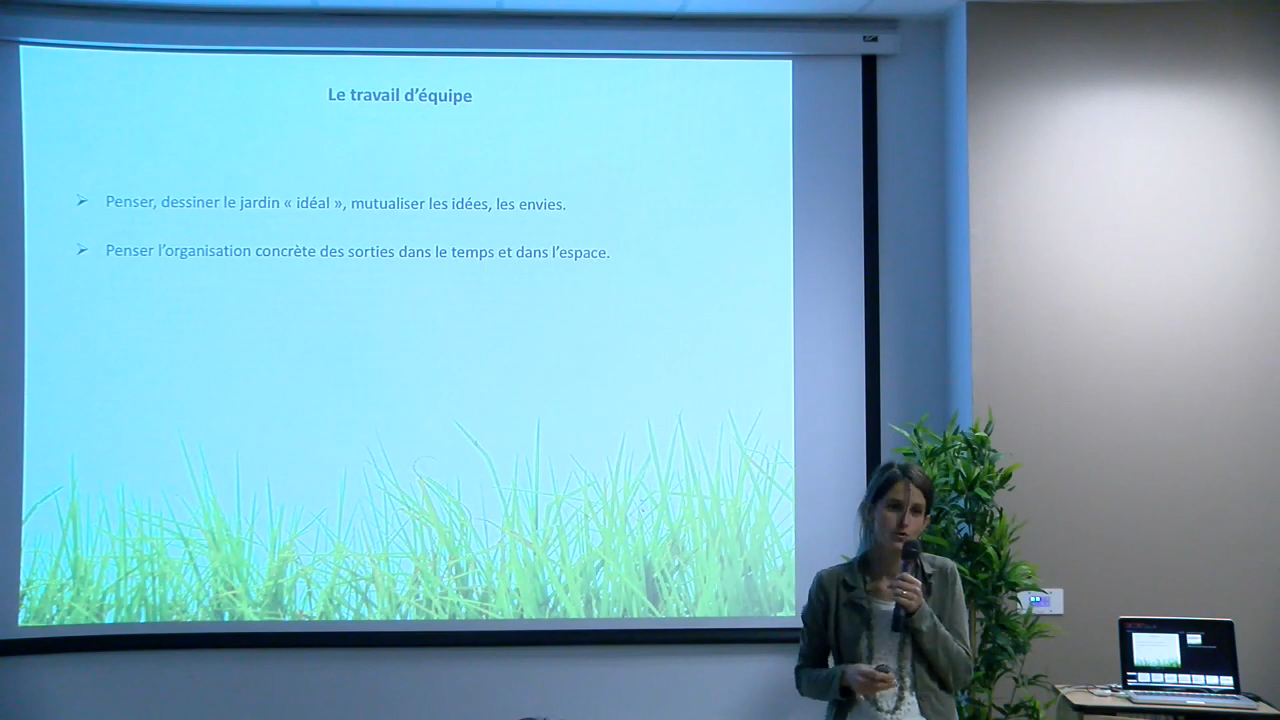 Le travail d'équipe
➢ Penser, dessiner le jardin « idéal », mutualiser les idées, les envies.
➢ Penser l'organisation concrète des sorties dans le temps et dans l'espace.